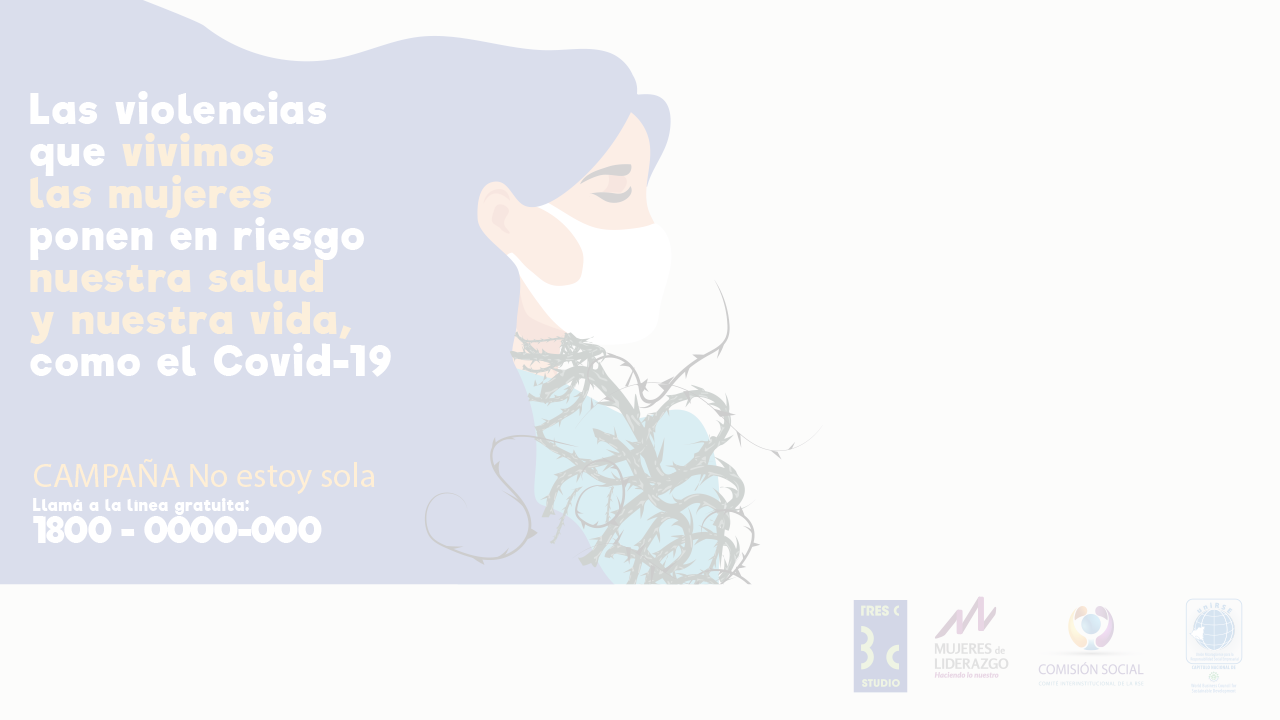 Las violencias
que vivimos
las mujeres
ponen en riesgo
nuestra salud
y nuestra vida,
como el Covid-19
CAMPAÑA No estoy sola
Llamá a la línea gratuita:
1800 - 0000-000
TRES C
3c
STUDIO
MUJERES de
LIDERAZGO
Haciendo lo nuestro
COMISIÓN SOCIAL